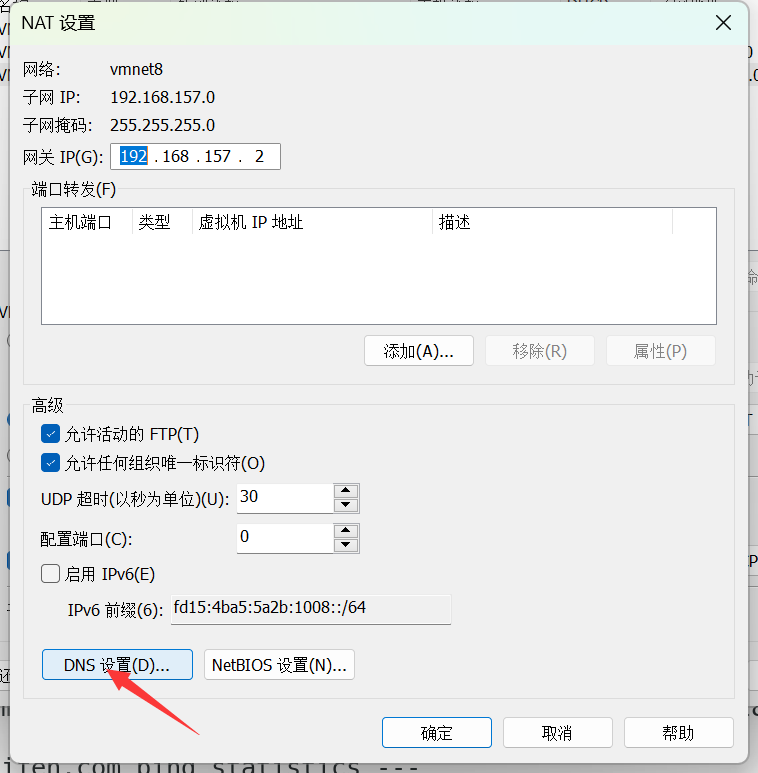 NAT 设置
网络: vmnet8
子网 IP: 192.168.157.0
子网掩码: 255.255.255.0
网关 IP(G): 192 . 168 . 157 . 2
端口转发(F)
主机端口 类型 虚拟机 IP 地址 描述
添加(A)... 移除(R) 属性(P)
高级
允许活动的 FTP(T)
允许任何组织唯一标识符(O)
UDP 超时(以秒为单位)(U): 30
配置端口(C): 0
启用 IPv6(E)
IPv6 前缀(6): fd15:4ba5:5a2b:1008::/64
DNS 设置(D)... NetBIOS 设置(N)...
确定 取消 帮助
iten.com ping statistics ---